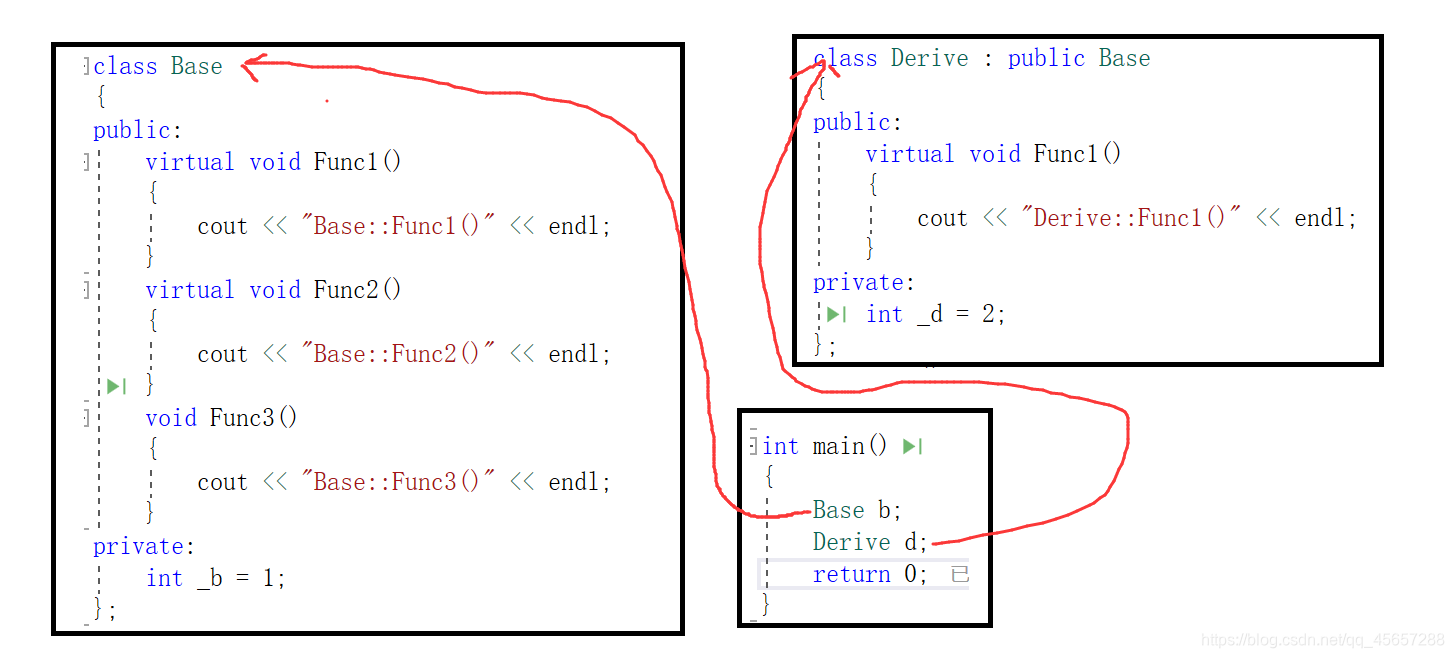 class Base
{
public:
    virtual void Func1()
    {
        cout << "Base::Func1()" << endl;
    }
    virtual void Func2()
    {
        cout << "Base::Func2()" << endl;
    }
    void Func3()
    {
        cout << "Base::Func3()" << endl;
    }
private:
    int _b = 1;
};
class Derive : public Base
{
public:
    virtual void Func1()
    {
        cout << "Derive::Func1()" << endl;
    }
private:
    int _d = 2;
};
int main()
{
    Base b;
    Derive d;
    return 0; 已
}
https://blog.csdn.net/qq_45657288